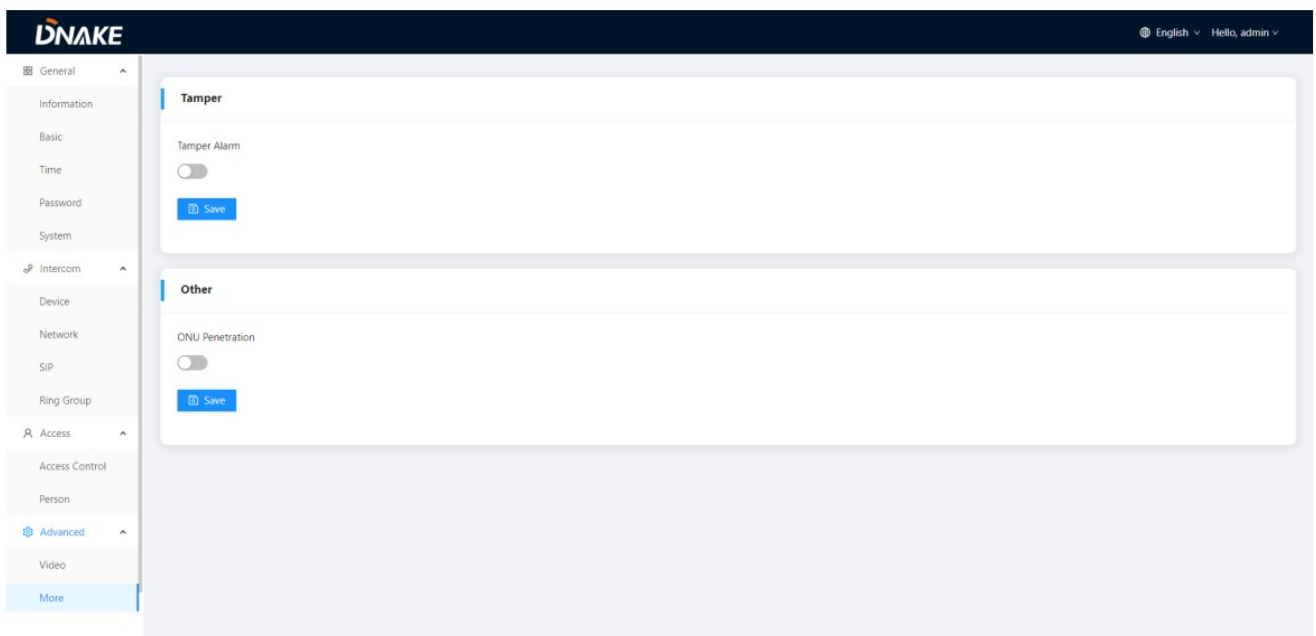 DNAKE
English Hello, admin
General
Information
Basic
Time
Password
System
Intercom
Device
Network
SIP
Ring Group
Access
Access Control
Person
Advanced
Video
More
Tamper
Tamper Alarm
Save
Other
ONU Penetration
Save